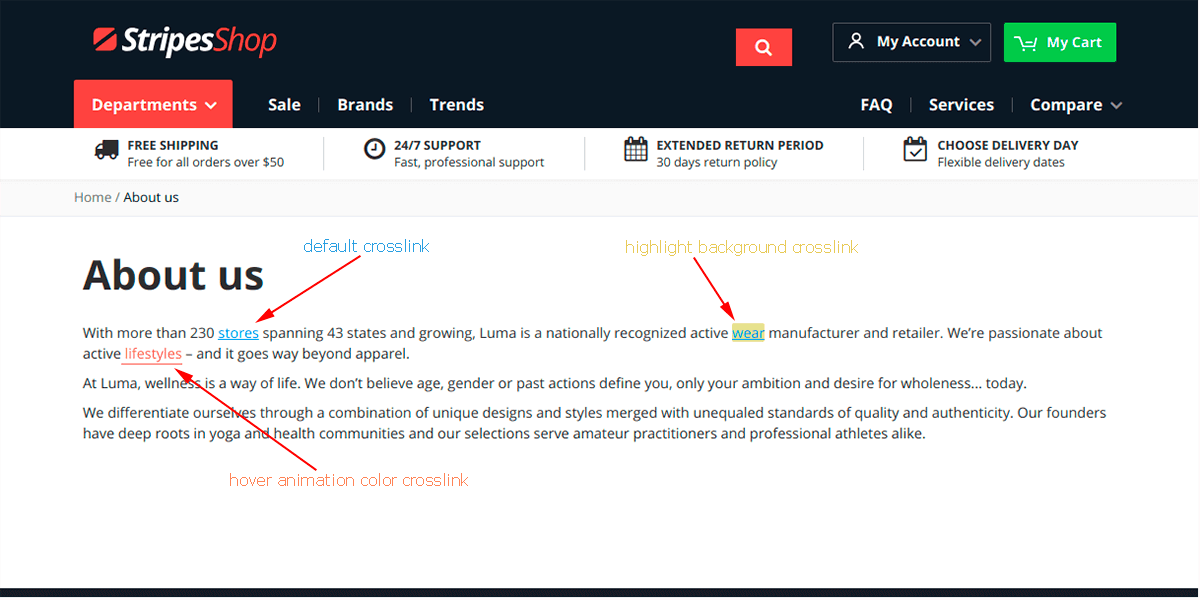 StripesShop
My Account
My Cart
Departments
Sale
Brands
Trends
FAQ
Services
Compare
FREE SHIPPING
Free for all orders over $50
24/7 SUPPORT
Fast, professional support
EXTENDED RETURN PERIOD
30 days return policy
CHOOSE DELIVERY DAY
Flexible delivery dates
Home / About us
default crosslink
highlight background crosslink
About us
With more than 230 stores spanning 43 states and growing, Luma is a nationally recognized active wear manufacturer and retailer. We’re passionate about
active lifestyles – and it goes way beyond apparel.
At Luma, wellness is a way of life. We don’t believe age, gender or past actions define you, only your ambition and desire for wholeness... today.
We differentiate ourselves through a combination of unique designs and styles merged with unequaled standards of quality and authenticity. Our founders
have deep roots in yoga and health communities and our selections serve amateur practitioners and professional athletes alike.
hover animation color crosslink